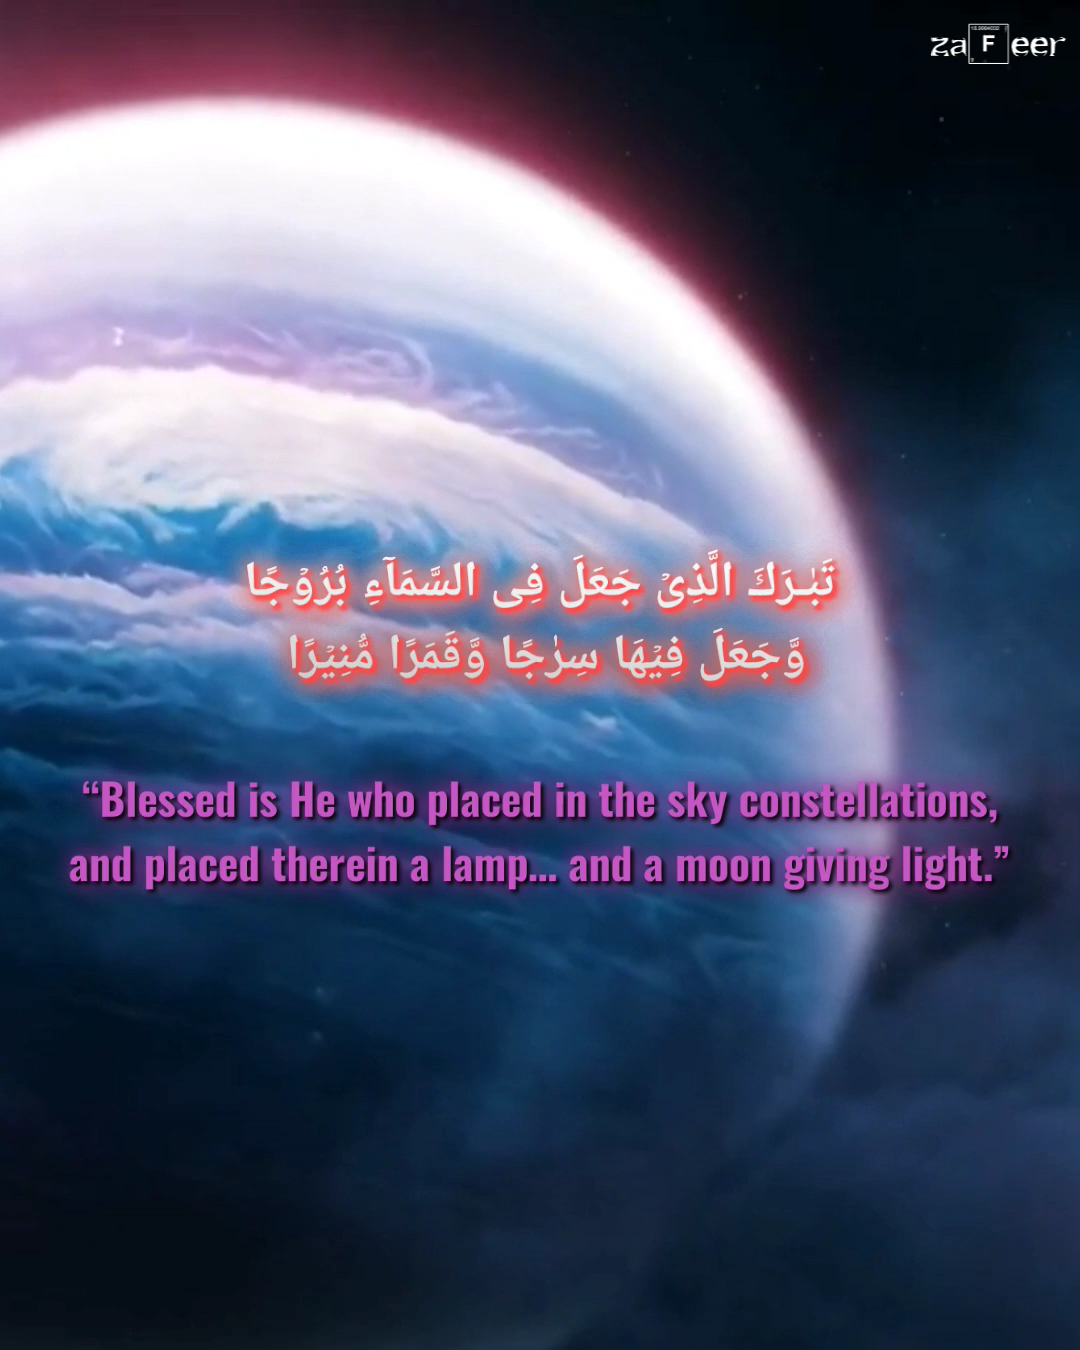 zaFeer
تَبٰرَكَ الَّذِىۡ جَعَلَ فِى السَّمَآءِ بُرُوۡجًا
وَّجَعَلَ فِيۡهَا سِرٰجًا وَّقَمَرًا مُّنِيۡرًا
“Blessed is He who placed in the sky constellations,
and placed therein a lamp... and a moon giving light.”